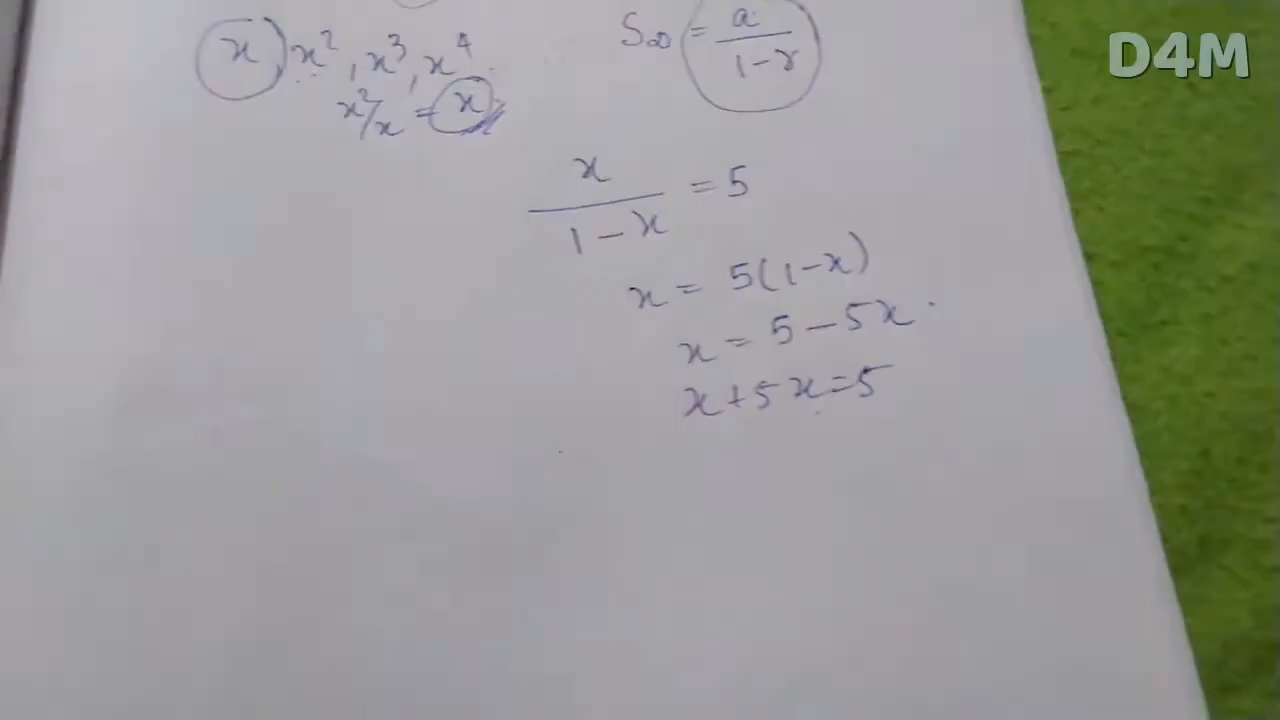 x, x², x³, x⁴
x²/x = x
S∞ = a/1-r
D4M
x/1-x = 5
x = 5(1-x)
x = 5-5x.
x+5x=5